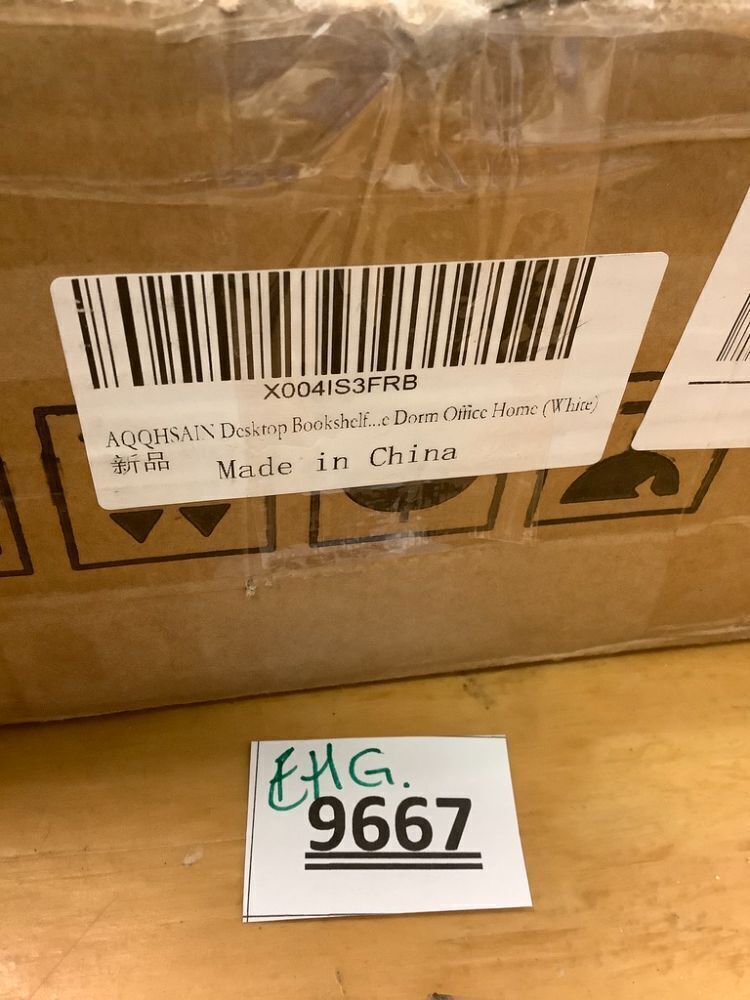 X004IS3FRB
AQQHSAIN Desktop Bookshelf...e Dorm Office Home (White)
新品 Made in China
EHG.
9667